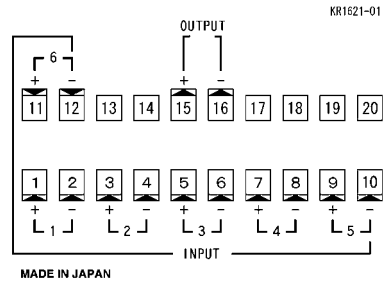 KR1621-01
OUTPUT
6
+ - + -
11 12 13 14 15 16 17 18 19 20
1 2 3 4 5 6 7 8 9 10
+ - + - + - + - + -
1 2 3 4 5
INPUT
MADE IN JAPAN